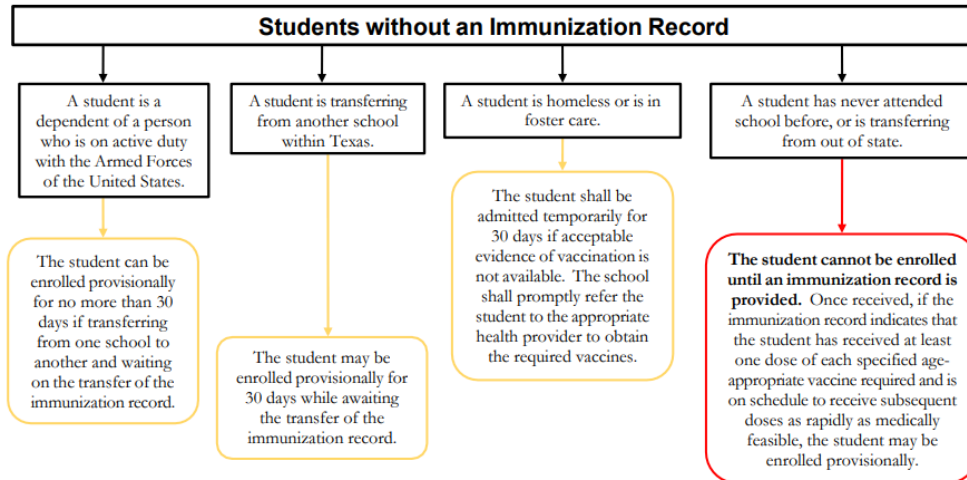 Students without an Immunization Record
A student is a
dependent of a person
who is on active duty
with the Armed Forces
of the United States.
The student can be
enrolled provisionally
for no more than 30
days if transferring
from one school to
another and waiting
on the transfer of the
immunization record.
A student is transferring
from another school
within Texas.
The student may be
enrolled provisionally for
30 days while awaiting
the transfer of the
immunization record.
A student is homeless or is in
foster care.
The student shall be
admitted temporarily for
30 days if acceptable
evidence of vaccination is
not available. The school
shall promptly refer the
student to the appropriate
health provider to obtain
the required vaccines.
A student has never attended
school before, or is transferring
from out of state.
The student cannot be enrolled
until an immunization record is
provided. Once received, if the
immunization record indicates that
the student has received at least
one dose of each specified age-
appropriate vaccine required and is
on schedule to receive subsequent
doses as rapidly as medically
feasible, the student may be
enrolled provisionally.